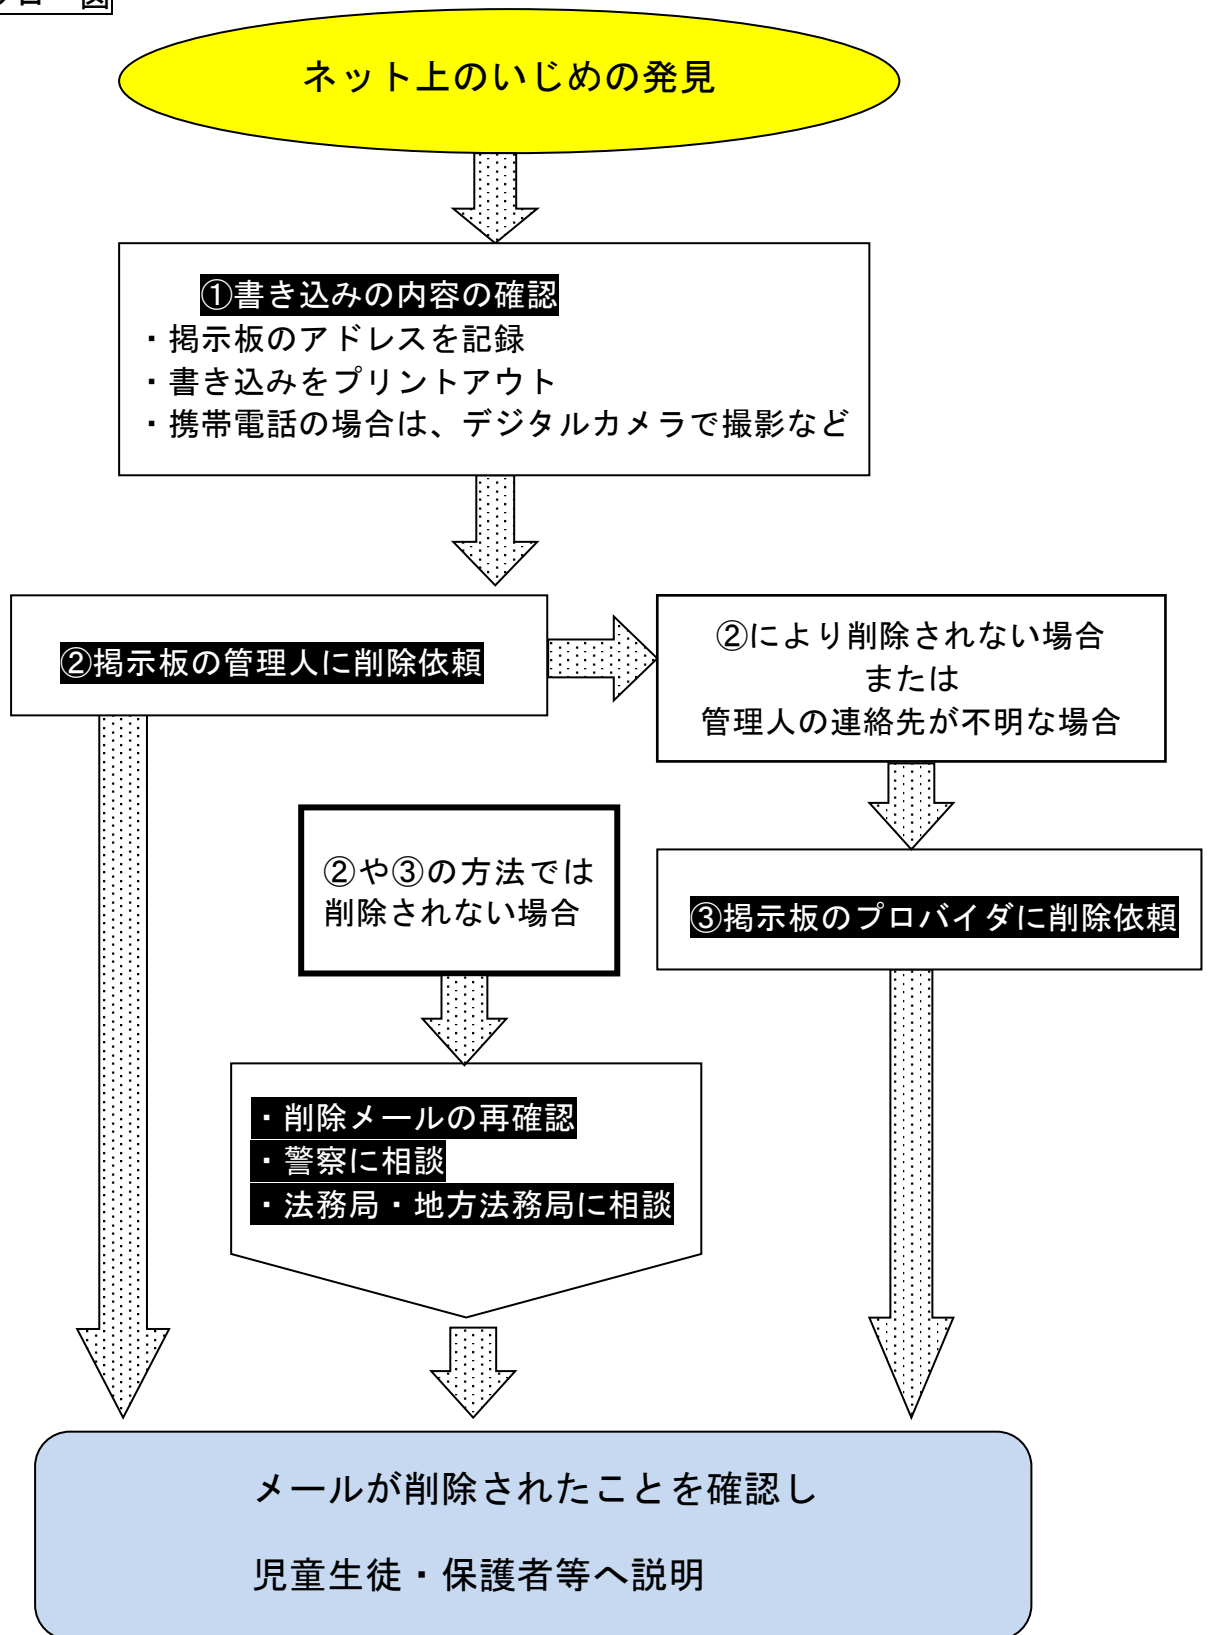 ネット上のいじめの発見
①書き込みの内容の確認
・掲示板のアドレスを記録
・書き込みをプリントアウト
・携帯電話の場合は、デジタルカメラで撮影など
②掲示板の管理人に削除依頼
②により削除されない場合
または
管理人の連絡先が不明な場合
②や③の方法では
削除されない場合
③掲示板のプロバイダに削除依頼
・削除メールの再確認
・警察に相談
・法務局・地方法務局に相談
メールが削除されたことを確認し
児童生徒・保護者等へ説明